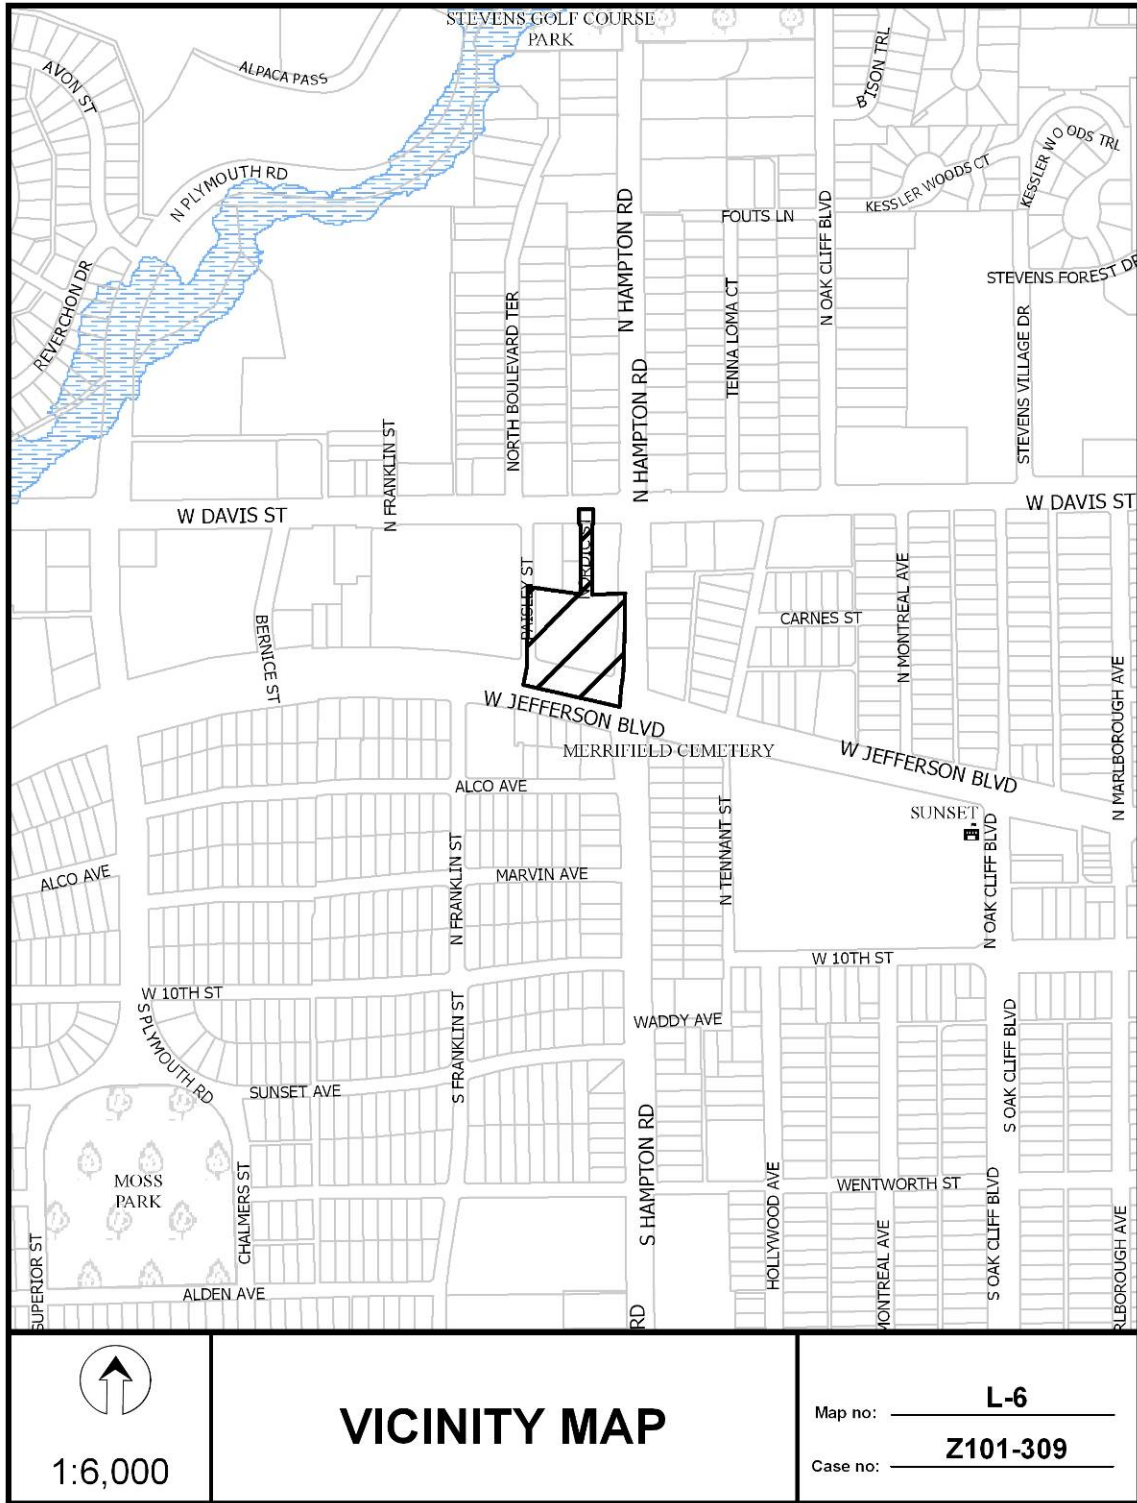 STEVENS GOLF COURSE
PARK
AVON ST
ALPACA PASS
BISON TRL
KESSLER WOODS TRL
N PLYMOUTH RD
KESSLER WOODS CT
FOUTS LN
N HAMPTON RD
N OAK CLIFF BLVD
REVERCHON DR
STEVENS FOREST DR
NORTH BOULEVARD TER
TENNA LOMA CT
STEVENS VILLAGE DR
N HAMPTON RD
N FRANKLIN ST
W DAVIS ST
W DAVIS ST
NORDIC ST
PAISLEY ST
BERNICE ST
CARNES ST
N MONTREAL AVE
N MARLBOROUGH AVE
W JEFFERSON BLVD
MERRIFIELD CEMETERY
W JEFFERSON BLVD
ALCO AVE
SUNSET
N TENNANT ST
N OAK CLIFF BLVD
ALCO AVE
N FRANKLIN ST
MARVIN AVE
W 10TH ST
W 10TH ST
S PLYMOUTH RD
S FRANKLIN ST
WADDY AVE
S OAK CLIFF BLVD
SUNSET AVE
S HAMPTON RD
MOSS
PARK
CHALMERS ST
HOLLYWOOD AVE
WENTWORTH ST
S OAK CLIFF BLVD
SUPERIOR ST
MONTREAL AVE
RLBOROUGH AVE
ALDEN AVE
RD
1:6,000
VICINITY MAP
Map no: L-6
Case no: Z101-309